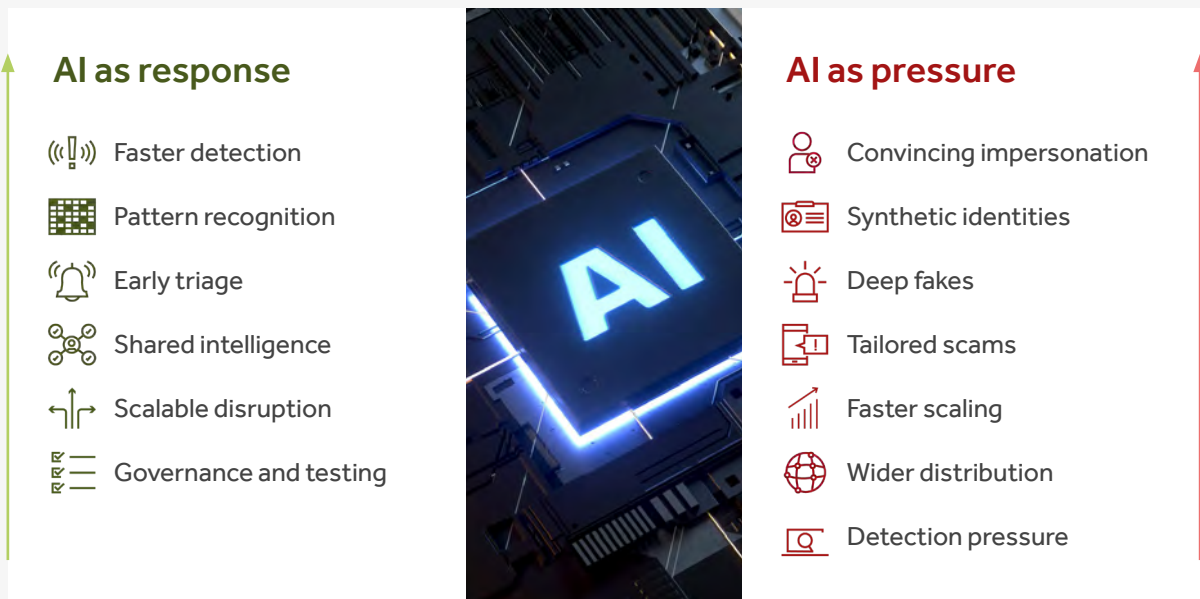 AI as response
Faster detection
Pattern recognition
Early triage
Shared intelligence
Scalable disruption
Governance and testing
AI
AI as pressure
Convincing impersonation
Synthetic identities
Deep fakes
Tailored scams
Faster scaling
Wider distribution
Detection pressure